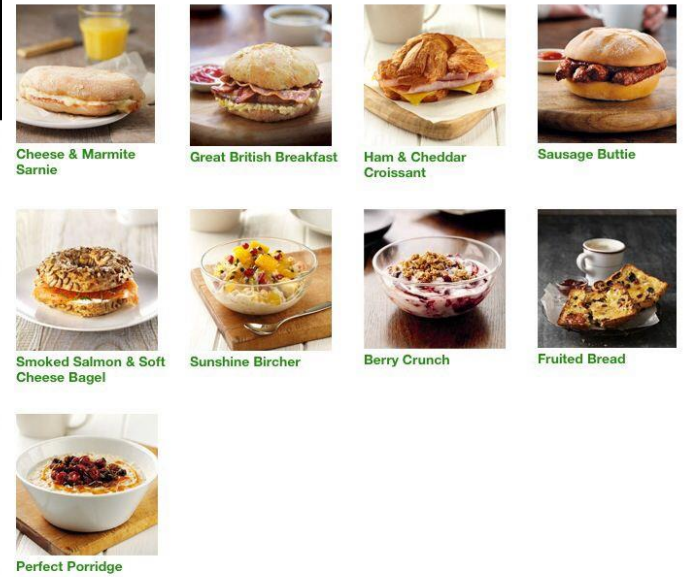 Cheese & Marmite
Sarnie
Great British Breakfast
Ham & Cheddar
Croissant
Sausage Buttie
Smoked Salmon & Soft
Cheese Bagel
Sunshine Bircher
Berry Crunch
Fruited Bread
Perfect Porridge